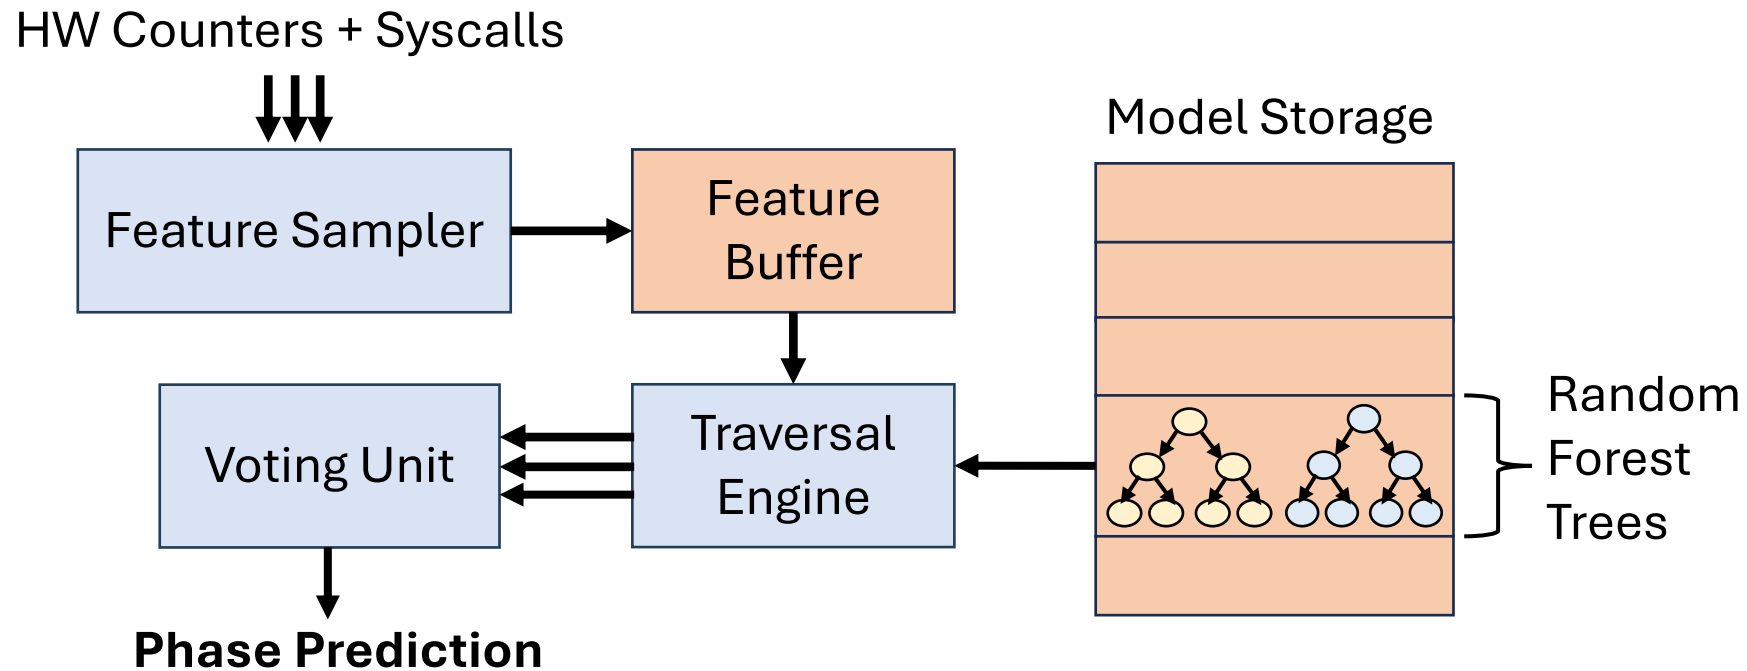 HW Counters + Syscalls
Model Storage
Feature Sampler
Feature
Buffer
Voting Unit
Traversal
Engine
Random
Forest
Trees
Phase Prediction